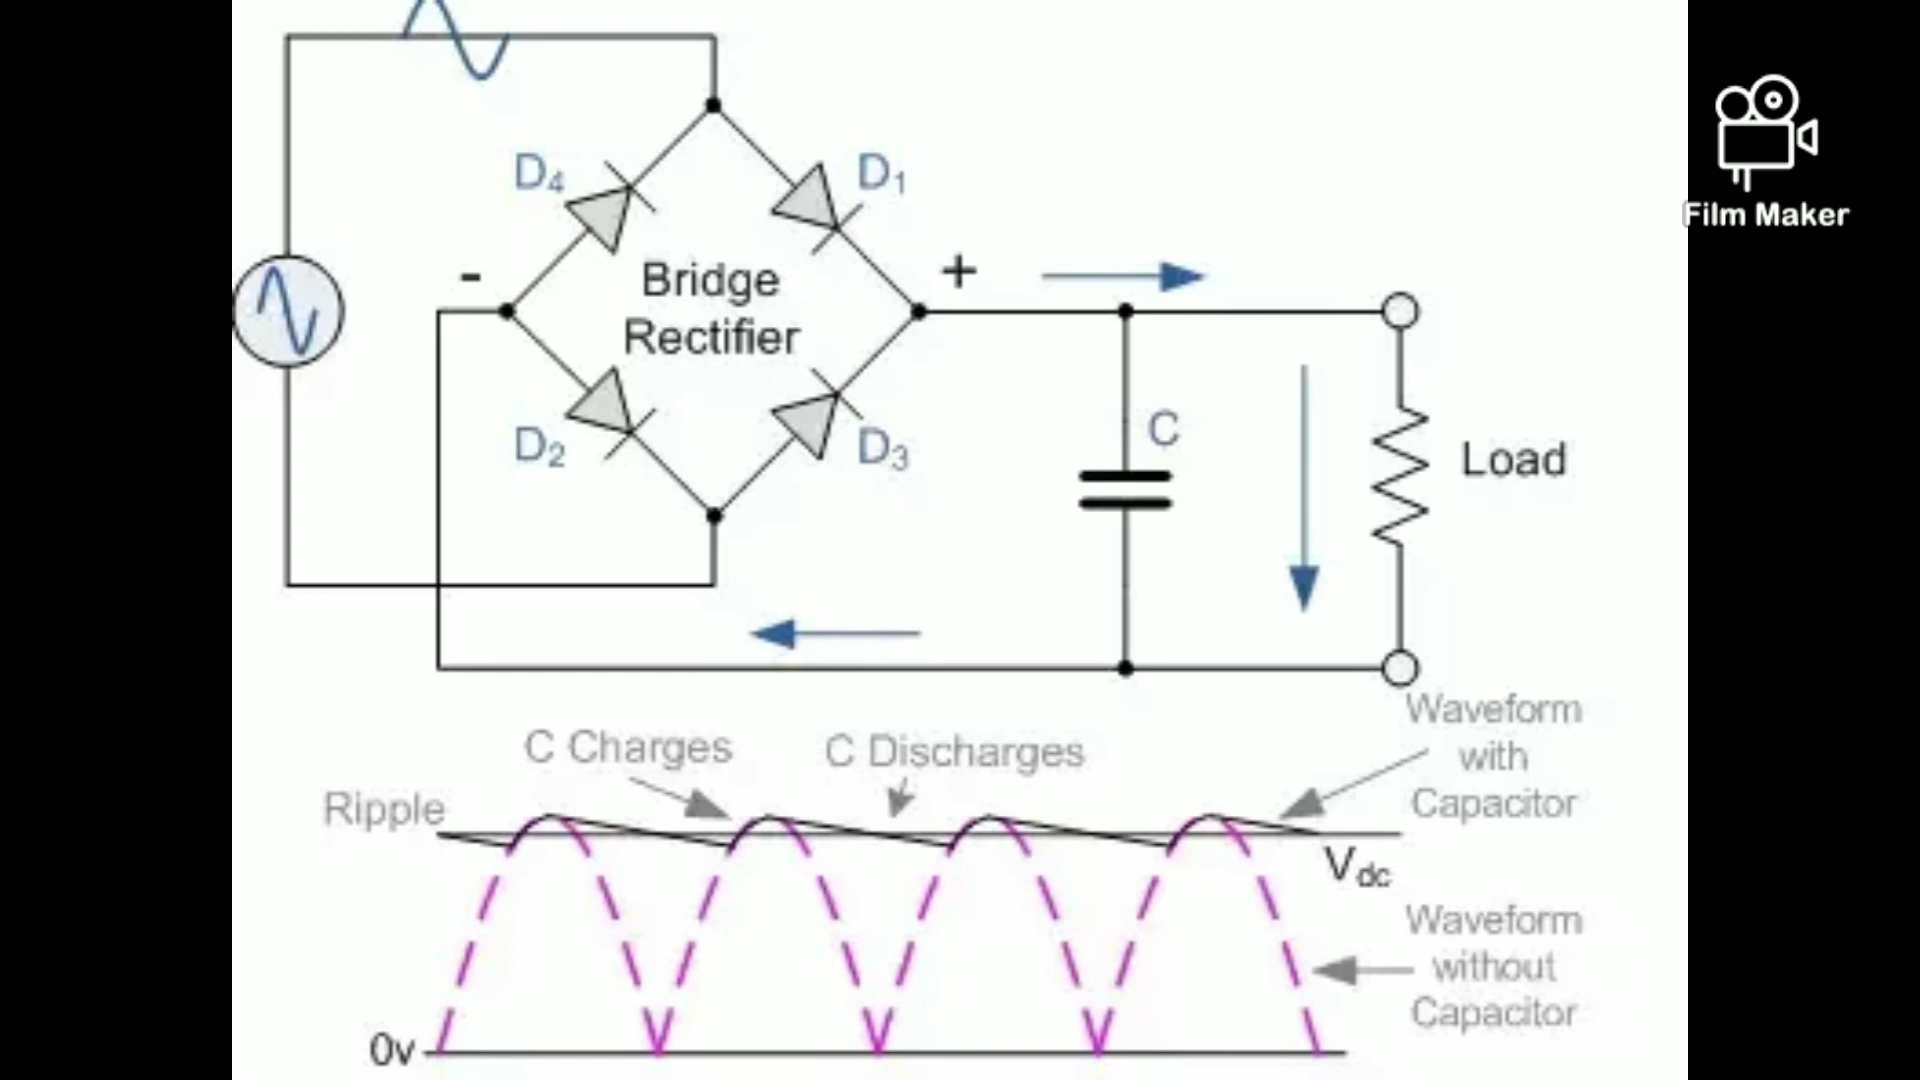 D4
D1
-
+
Bridge
Rectifier
D2
D3
C
Load
C Charges
C Discharges
Waveform
with
Capacitor
Ripple
Vdc
Waveform
without
Capacitor
0v
Film Maker